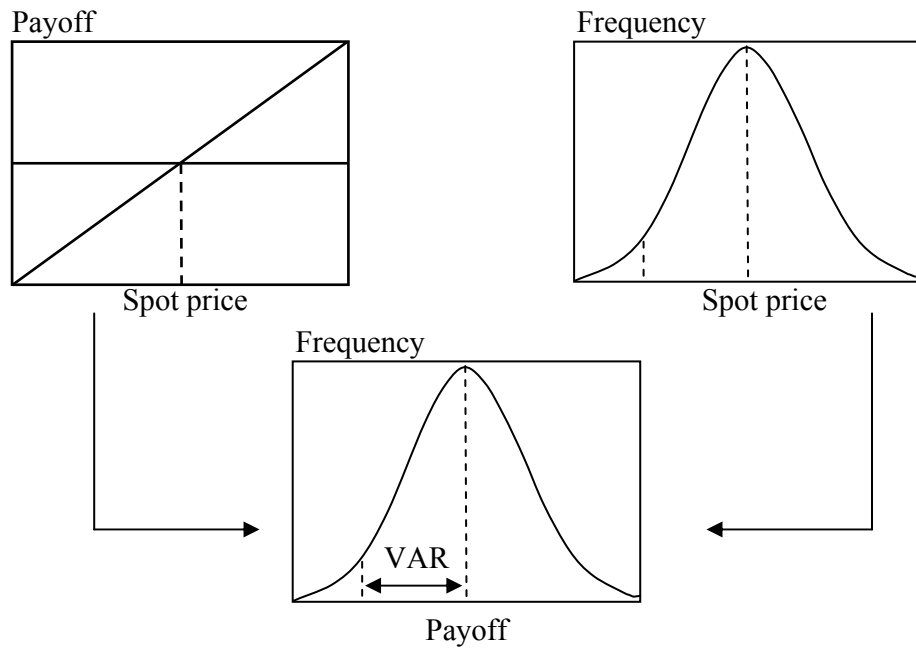 Payoff
Spot price
Frequency
Spot price
Frequency
VAR
Payoff